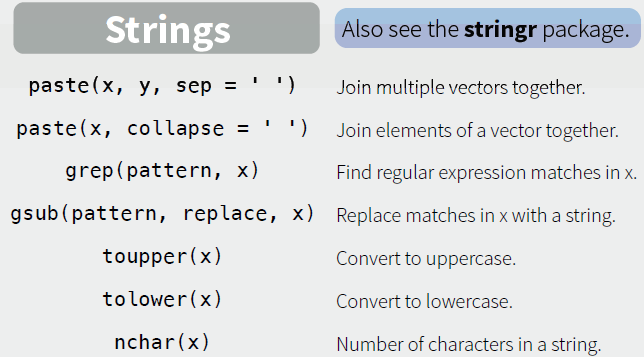 Strings
Also see the stringr package.
paste(x, y, sep = ' ') Join multiple vectors together.
paste(x, collapse = ' ') Join elements of a vector together.
grep(pattern, x) Find regular expression matches in x.
gsub(pattern, replace, x) Replace matches in x with a string.
toupper(x) Convert to uppercase.
tolower(x) Convert to lowercase.
nchar(x) Number of characters in a string.